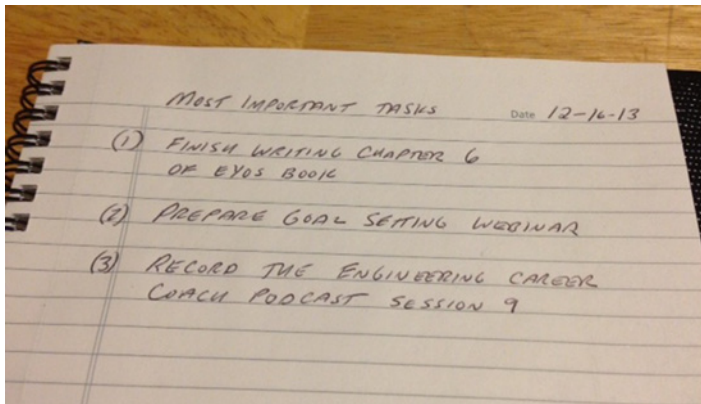 MOST IMPORTANT TASKS Date 12-16-13
(1) FINISH WRITING CHAPTER 6
OF EYOS BOOK
(2) PREPARE GOAL SETTING WEBINAR
(3) RECORD THE ENGINEERING CAREER
COACH PODCAST SESSION 9